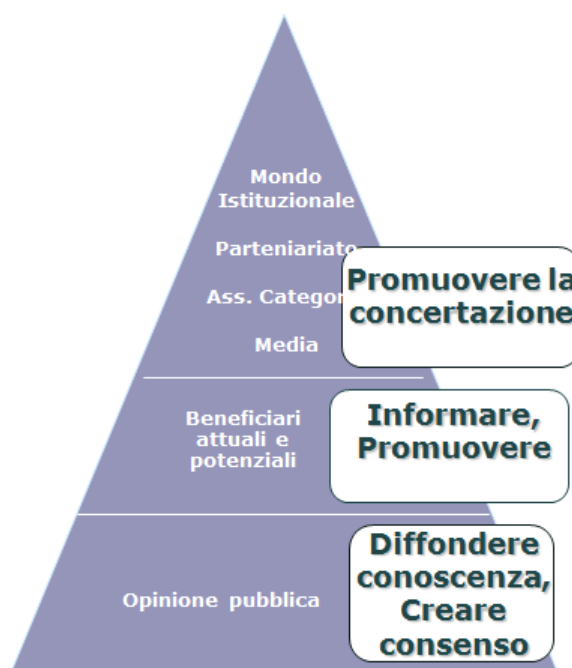 Mondo
Istituzionale
Parteniariato
Ass. Categor
Media
Promuovere la
concertazione
Beneficiari
attuali e
potenziali
Informare,
Promuovere
Opinione pubblica
Diffondere
conoscenza,
Creare
consenso